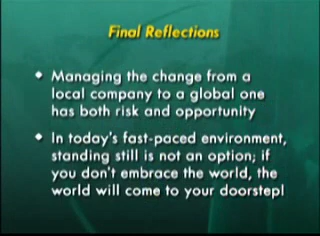 Final Reflections
• Managing the change from a
local company to a global one
has both risk and opportunity
• In today's fast-paced environment,
standing still is not an option; if
you don't embrace the world, the
world will come to your doorstep!